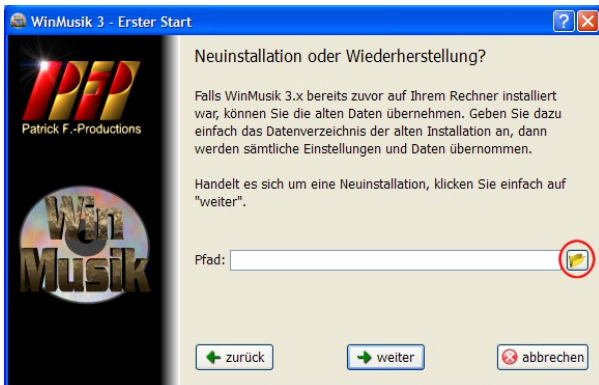 WinMusik 3 - Erster Start
PFP
Patrick F.-Productions
Win
Musik
Neuinstallation oder Wiederherstellung?
Falls WinMusik 3.x bereits zuvor auf Ihrem Rechner installiert
war, können Sie die alten Daten übernehmen. Geben Sie dazu
einfach das Datenverzeichnis der alten Installation an, dann
werden sämtliche Einstellungen und Daten übernommen.
Handelt es sich um eine Neuinstallation, klicken Sie einfach auf
"weiter".
Pfad:
zurück
weiter
abbrechen